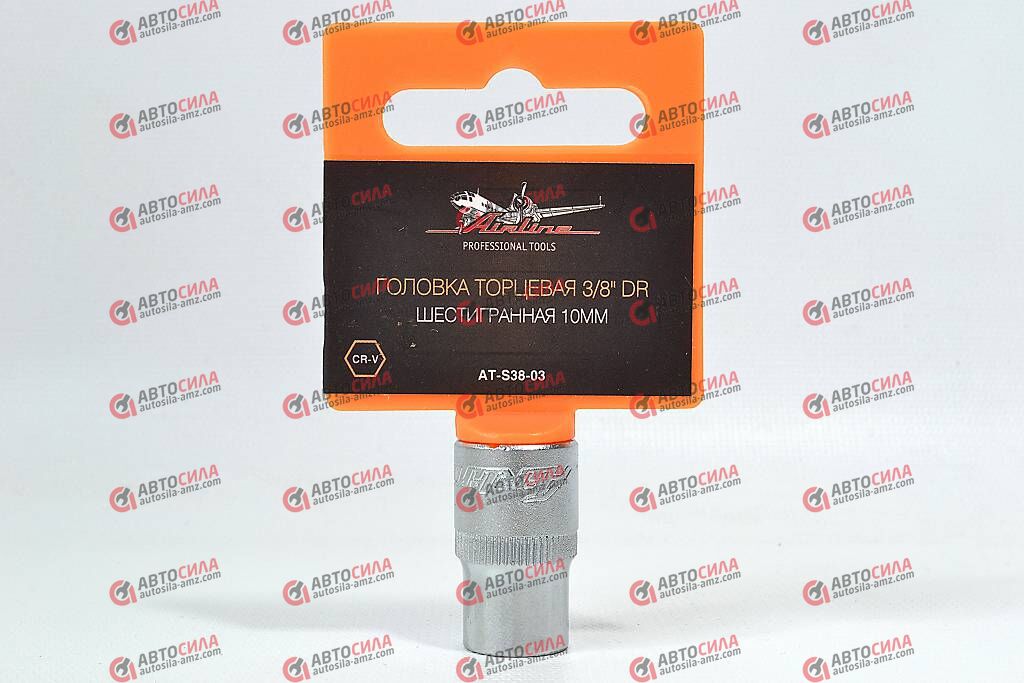 Airline
PROFESSIONAL TOOLS
ГОЛОВКА ТОРЦЕВАЯ 3/8" DR
ШЕСТИГРАННАЯ 10ММ
CR-V
AT-S38-03
АВТОСИЛА
autosila-amz.com